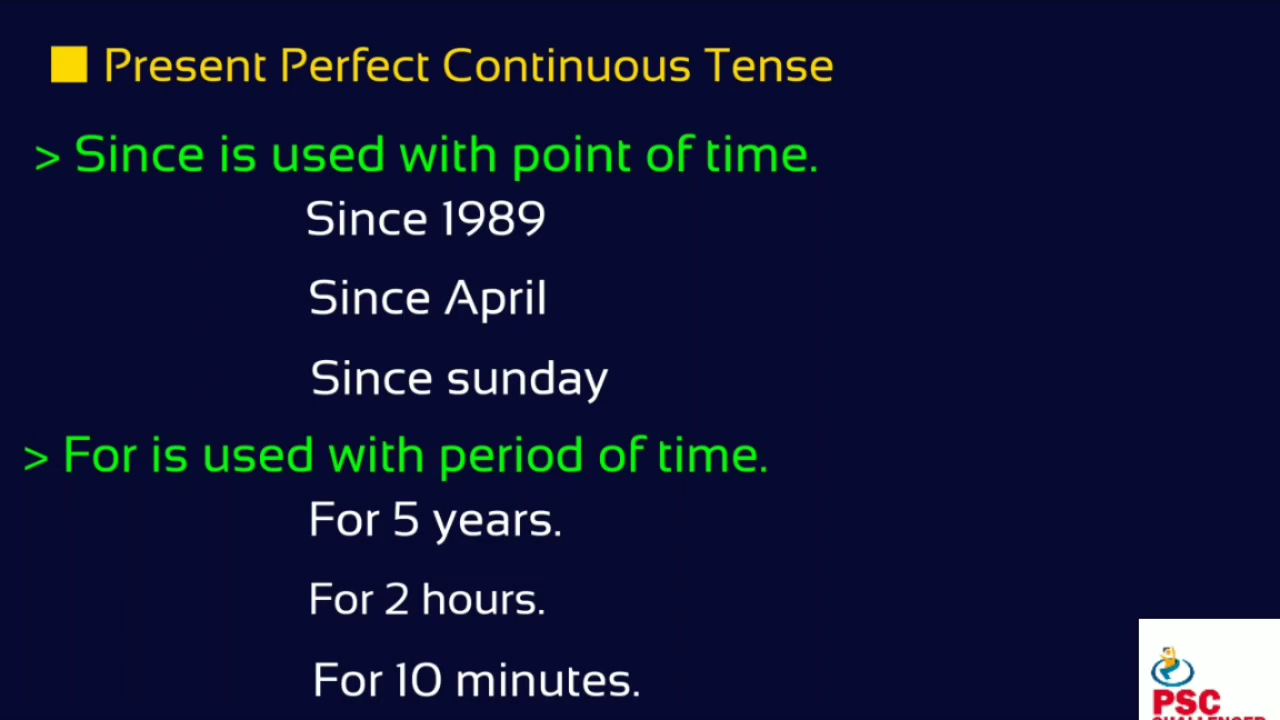 Present Perfect Continuous Tense
> Since is used with point of time.
Since 1989
Since April
Since sunday
> For is used with period of time.
For 5 years.
For 2 hours.
For 10 minutes.
PSC